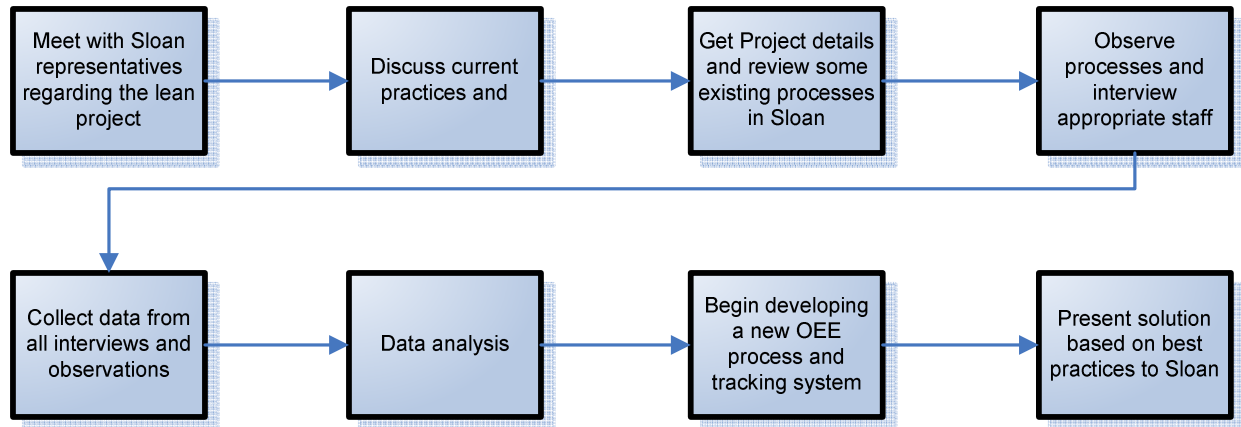 Meet with Sloan
representatives
regarding the lean
project
Discuss current
practices and
Get Project details
and review some
existing processes
in Sloan
Observe
processes and
interview
appropriate staff
Collect data from
all interviews and
observations
Data analysis
Begin developing
a new OEE
process and
tracking system
Present solution
based on best
practices to Sloan